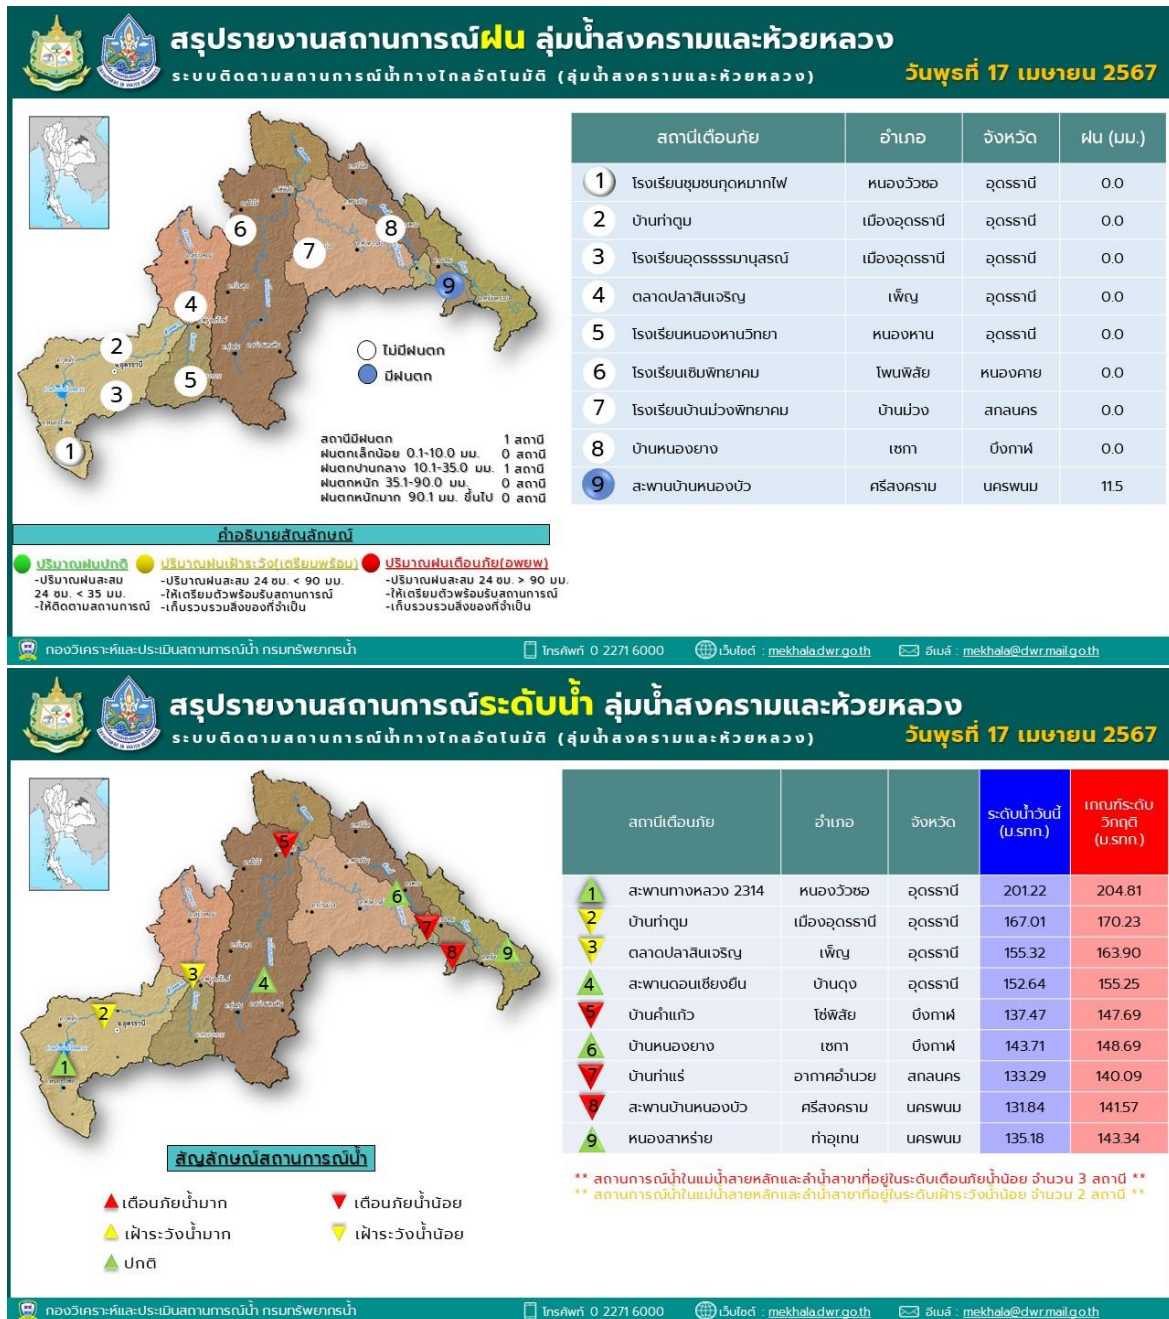 สรุปรายงานสถานการณ์ฝน ลุ่มน้ำสงครามและห้วยหลวง
ระบบติดตามสถานการณ์น้ำทางไกลอัตโนมัติ (ลุ่มน้ำสงครามและห้วยหลวง)
วันพุธที่ 17 เมษายน 2567
สถานีเตือนภัย อำเภอ จังหวัด ฝน (มม.)
1 โรงเรียนชุมชนกุดหมากไฟ หนองวัวซอ อุดรธานี 0.0
2 บ้านท่าตูม เมืองอุดรธานี อุดรธานี 0.0
3 โรงเรียนอุดรธรรมานุสรณ์ เมืองอุดรธานี อุดรธานี 0.0
4 ตลาดปลาสินเจริญ เพ็ญ อุดรธานี 0.0
5 โรงเรียนหนองหานวิทยา หนองหาน อุดรธานี 0.0
6 โรงเรียนเซิมพิทยาคม โพนพิสัย หนองคาย 0.0
7 โรงเรียนบ้านม่วงพิทยาคม บ้านม่วง สกลนคร 0.0
8 บ้านหนองยาง เซกา บึงกาฬ 0.0
9 สะพานบ้านหนองบัว ศรีสงคราม นครพนม 11.5
6
8
7
9
4
2
5
3
1
ไม่มีฝนตก
มีฝนตก
สถานีมีฝนตก 1 สถานี
ฝนตกเล็กน้อย 0.1-10.0 มม. 0 สถานี
ฝนตกปานกลาง 10.1-35.0 มม. 1 สถานี
ฝนตกหนัก 35.1-90.0 มม. 0 สถานี
ฝนตกหนักมาก 90.1 มม. ขึ้นไป 0 สถานี
คำอธิบายสัญลักษณ์
ปริมาณฝนปกติ ปริมาณฝนเฝ้าระวัง(เตรียมพร้อม) ปริมาณฝนเตือนภัย(อพยพ)
-ปริมาณฝนสะสม
24 ชม. < 35 มม.
-ให้ติดตามสถานการณ์
-ปริมาณฝนสะสม 24 ชม. < 90 มม.
-ให้เตรียมตัวพร้อมรับสถานการณ์
-เก็บรวบรวมสิ่งของที่จำเป็น
-ปริมาณฝนสะสม 24 ชม. > 90 มม.
-ให้เตรียมตัวพร้อมรับสถานการณ์
-เก็บรวบรวมสิ่งของที่จำเป็น
กองวิเคราะห์และประเมินสถานการณ์น้ำ กรมทรัพยากรน้ำ โทรศัพท์ 0 2271 6000 เว็บไซต์ : mekhala.dwr.go.th อีเมล์ : mekhala@dwr.mail.go.th
สรุปรายงานสถานการณ์ระดับน้ำ ลุ่มน้ำสงครามและห้วยหลวง
ระบบติดตามสถานการณ์น้ำทางไกลอัตโนมัติ (ลุ่มน้ำสงครามและห้วยหลวง)
วันพุธที่ 17 เมษายน 2567
สถานีเตือนภัย อำเภอ จังหวัด ระดับน้ำวันนี้ (ม.รทก.) เกณฑ์ระดับวิกฤติ (ม.รทก.)
1 สะพานทางหลวง 2314 หนองวัวซอ อุดรธานี 201.22 204.81
2 บ้านท่าตูม เมืองอุดรธานี อุดรธานี 167.01 170.23
3 ตลาดปลาสินเจริญ เพ็ญ อุดรธานี 155.32 163.90
4 สะพานดอนเชียงยืน บ้านดุง อุดรธานี 152.64 155.25
5 บ้านคำแก้ว โซ่พิสัย บึงกาฬ 137.47 147.69
6 บ้านหนองยาง เซกา บึงกาฬ 143.71 148.69
7 บ้านท่าแร่ อากาศอำนวย สกลนคร 133.29 140.09
8 สะพานบ้านหนองบัว ศรีสงคราม นครพนม 131.84 141.57
9 หนองสาหร่าย ท่าอุเทน นครพนม 135.18 143.34
5
6
7
8
9
3
4
2
1
** สถานการณ์น้ำในแม่น้ำสายหลักและลำน้ำสาขาที่อยู่ในระดับเตือนภัยน้ำน้อย จำนวน 3 สถานี **
** สถานการณ์น้ำในแม่น้ำสายหลักและลำน้ำสาขาที่อยู่ในระดับเฝ้าระวังน้ำน้อย จำนวน 2 สถานี **
สัญลักษณ์สถานการณ์น้ำ
เตือนภัยน้ำมาก เตือนภัยน้ำน้อย
เฝ้าระวังน้ำมาก เฝ้าระวังน้ำน้อย
ปกติ
กองวิเคราะห์และประเมินสถานการณ์น้ำ กรมทรัพยากรน้ำ โทรศัพท์ 0 2271 6000 เว็บไซต์ : mekhala.dwr.go.th อีเมล์ : mekhala@dwr.mail.go.th